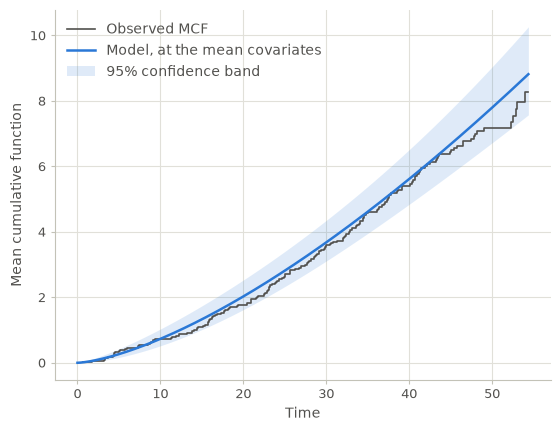 Observed MCF
Model, at the mean covariates
95% confidence band
Mean cumulative function
10
8
6
4
2
0
0 10 20 30 40 50
Time